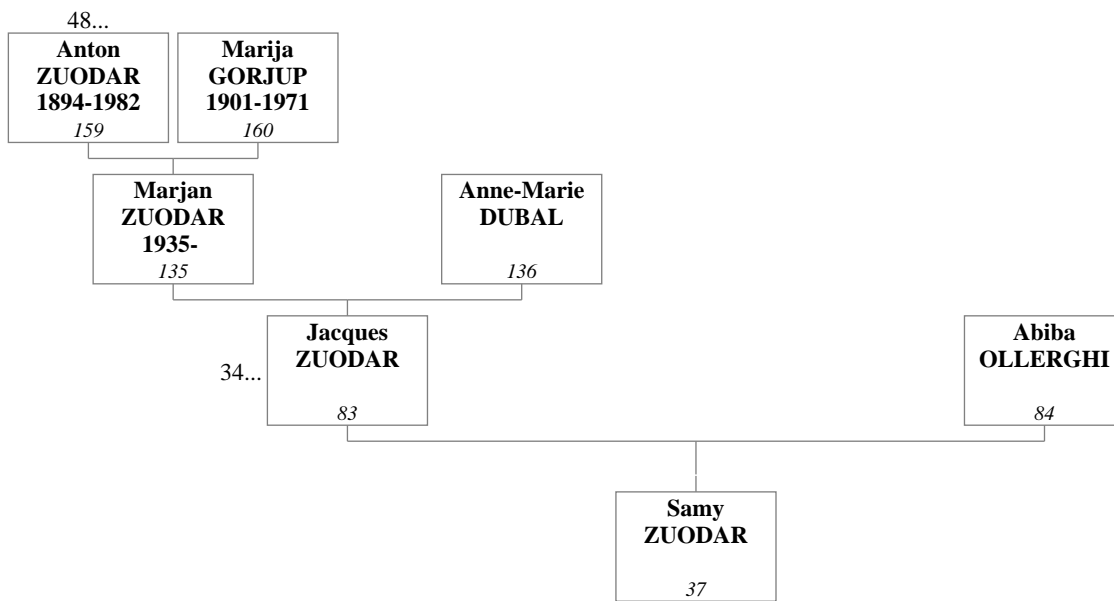 48...
Anton
ZUODAR
1894-1982
159
Marija
GORJUP
1901-1971
160
Marjan
ZUODAR
1935-
135
Anne-Marie
DUBAL
136
34...
Jacques
ZUODAR
83
Abiba
OLLERGHI
84
Samy
ZUODAR
37